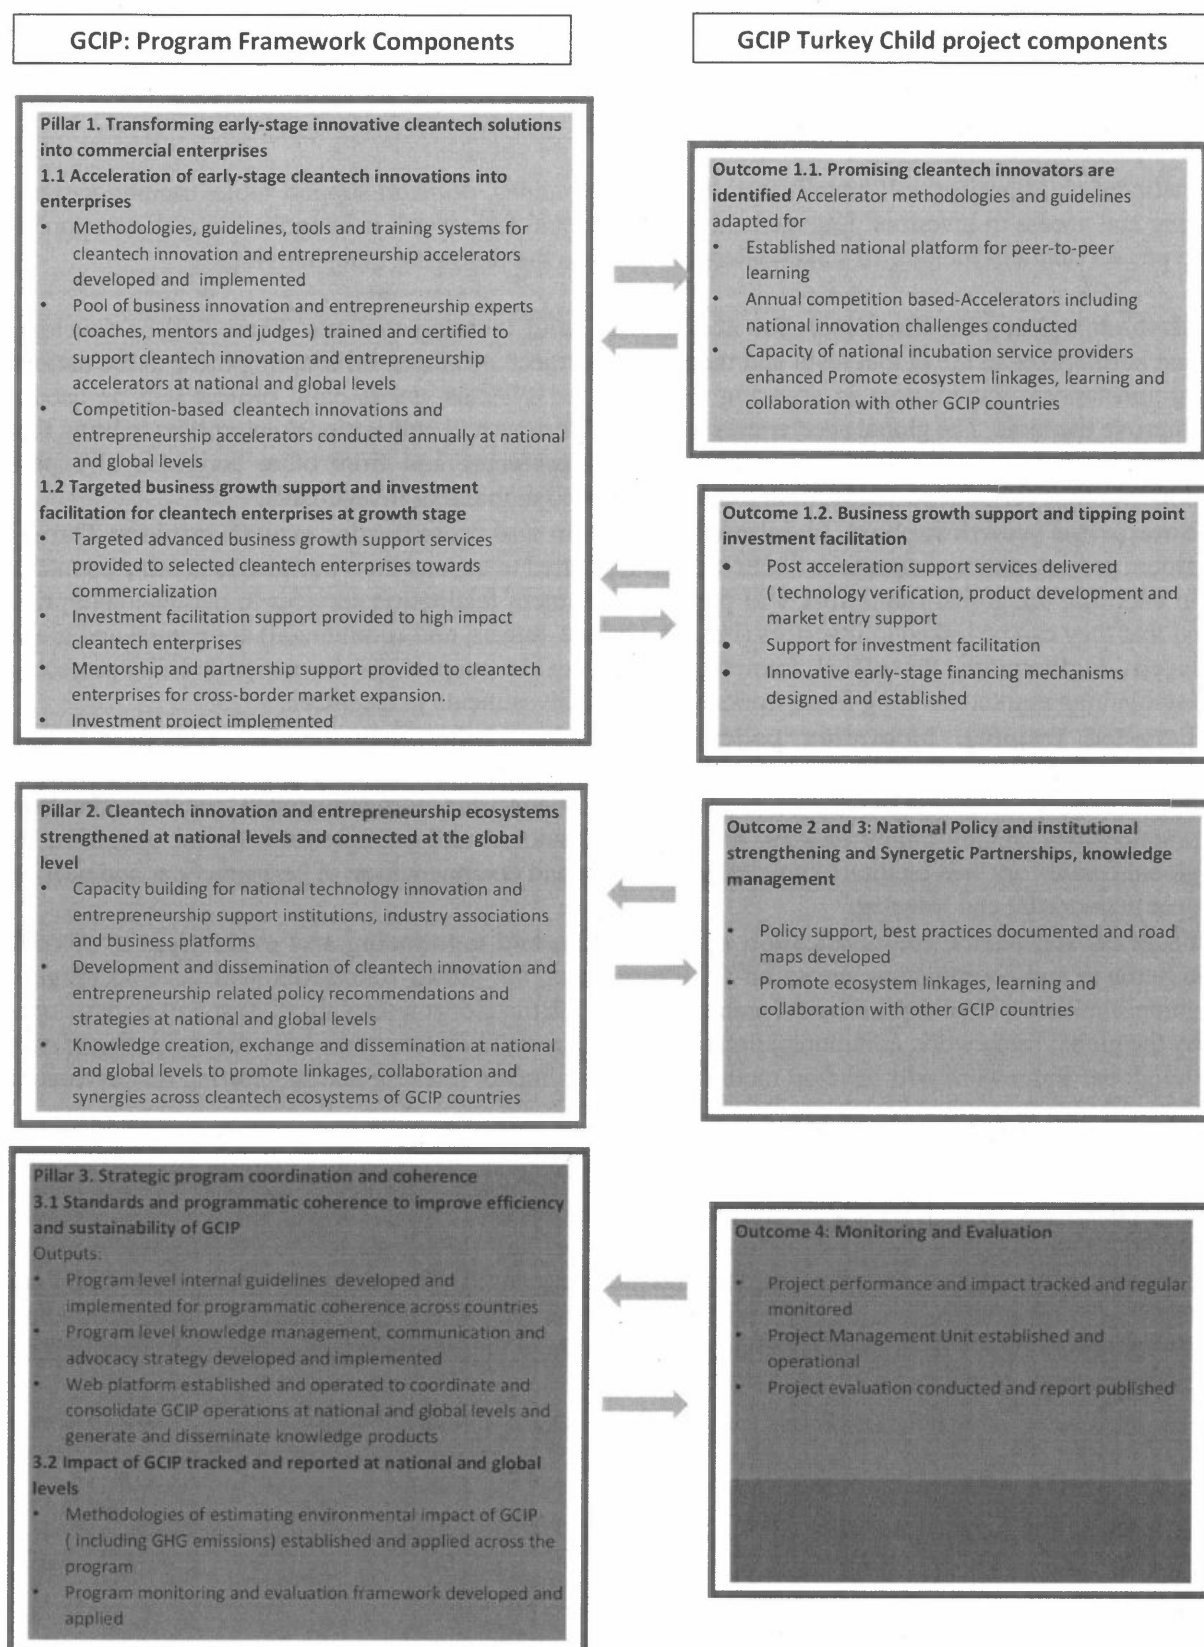 GCIP: Program Framework Components
GCIP Turkey Child project components
Pillar 1. Transforming early-stage innovative cleantech solutions
into commercial enterprises
1.1 Acceleration of early-stage cleantech innovations into
enterprises
• Methodologies, guidelines, tools and training systems for
cleantech innovation and entrepreneurship accelerators
developed and implemented
• Pool of business innovation and entrepreneurship experts
(coaches, mentors and judges) trained and certified to
support cleantech innovation and entrepreneurship
accelerators at national and global levels
• Competition-based cleantech innovations and
entrepreneurship accelerators conducted annually at national
and global levels
1.2 Targeted business growth support and investment
facilitation for cleantech enterprises at growth stage
• Targeted advanced business growth support services
provided to selected cleantech enterprises towards
commercialization
• Investment facilitation support provided to high impact
cleantech enterprises
• Mentorship and partnership support provided to cleantech
enterprises for cross-border market expansion.
• Investment project implemented
Outcome 1.1. Promising cleantech innovators are
identified Accelerator methodologies and guidelines
adapted for
• Established national platform for peer-to-peer
learning
• Annual competition based-Accelerators including
national innovation challenges conducted
• Capacity of national incubation service providers
enhanced Promote ecosystem linkages, learning and
collaboration with other GCIP countries
Outcome 1.2. Business growth support and tipping point
investment facilitation
• Post acceleration support services delivered
( technology verification, product development and
market entry support
• Support for investment facilitation
• Innovative early-stage financing mechanisms
designed and established
Pillar 2. Cleantech innovation and entrepreneurship ecosystems
strengthened at national levels and connected at the global
level
• Capacity building for national technology innovation and
entrepreneurship support institutions, industry associations
and business platforms
• Development and dissemination of cleantech innovation and
entrepreneurship related policy recommendations and
strategies at national and global levels
• Knowledge creation, exchange and dissemination at national
and global levels to promote linkages, collaboration and
synergies across cleantech ecosystems of GCIP countries
Outcome 2 and 3: National Policy and institutional
strengthening and Synergetic Partnerships, knowledge
management
• Policy support, best practices documented and road
maps developed
• Promote ecosystem linkages, learning and
collaboration with other GCIP countries
Pillar 3. Strategic program coordination and coherence
3.1 Standards and programmatic coherence to improve efficiency
and sustainability of GCIP
Outputs:
• Program level internal guidelines developed and
implemented for programmatic coherence across countries
• Program level knowledge management, communication and
advocacy strategy developed and implemented
• Web platform established and operated to coordinate and
consolidate GCIP operations at national and global levels and
generate and disseminate knowledge products
3.2 Impact of GCIP tracked and reported at national and global
levels
• Methodologies of estimating environmental impact of GCIP
( including GHG emissions) established and applied across the
program
• Program monitoring and evaluation framework developed and
applied
Outcome 4: Monitoring and Evaluation
• Project performance and impact tracked and regular
monitored
• Project Management Unit established and
operational
• Project evaluation conducted and report published